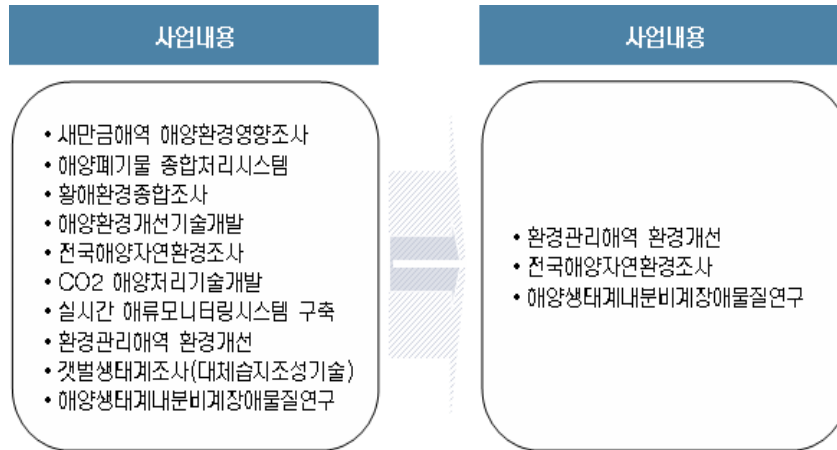 사업내용
• 새만금해역 해양환경영향조사
• 해양폐기물 종합처리시스템
• 황해환경종합조사
• 해양환경개선기술개발
• 전국해양자연환경조사
• CO2 해양처리기술개발
• 실시간 해류모니터링시스템 구축
• 환경관리해역 환경개선
• 갯벌생태계조사(대체습지조성기술)
• 해양생태계내분비계장애물질연구
사업내용
• 환경관리해역 환경개선
• 전국해양자연환경조사
• 해양생태계내분비계장애물질연구